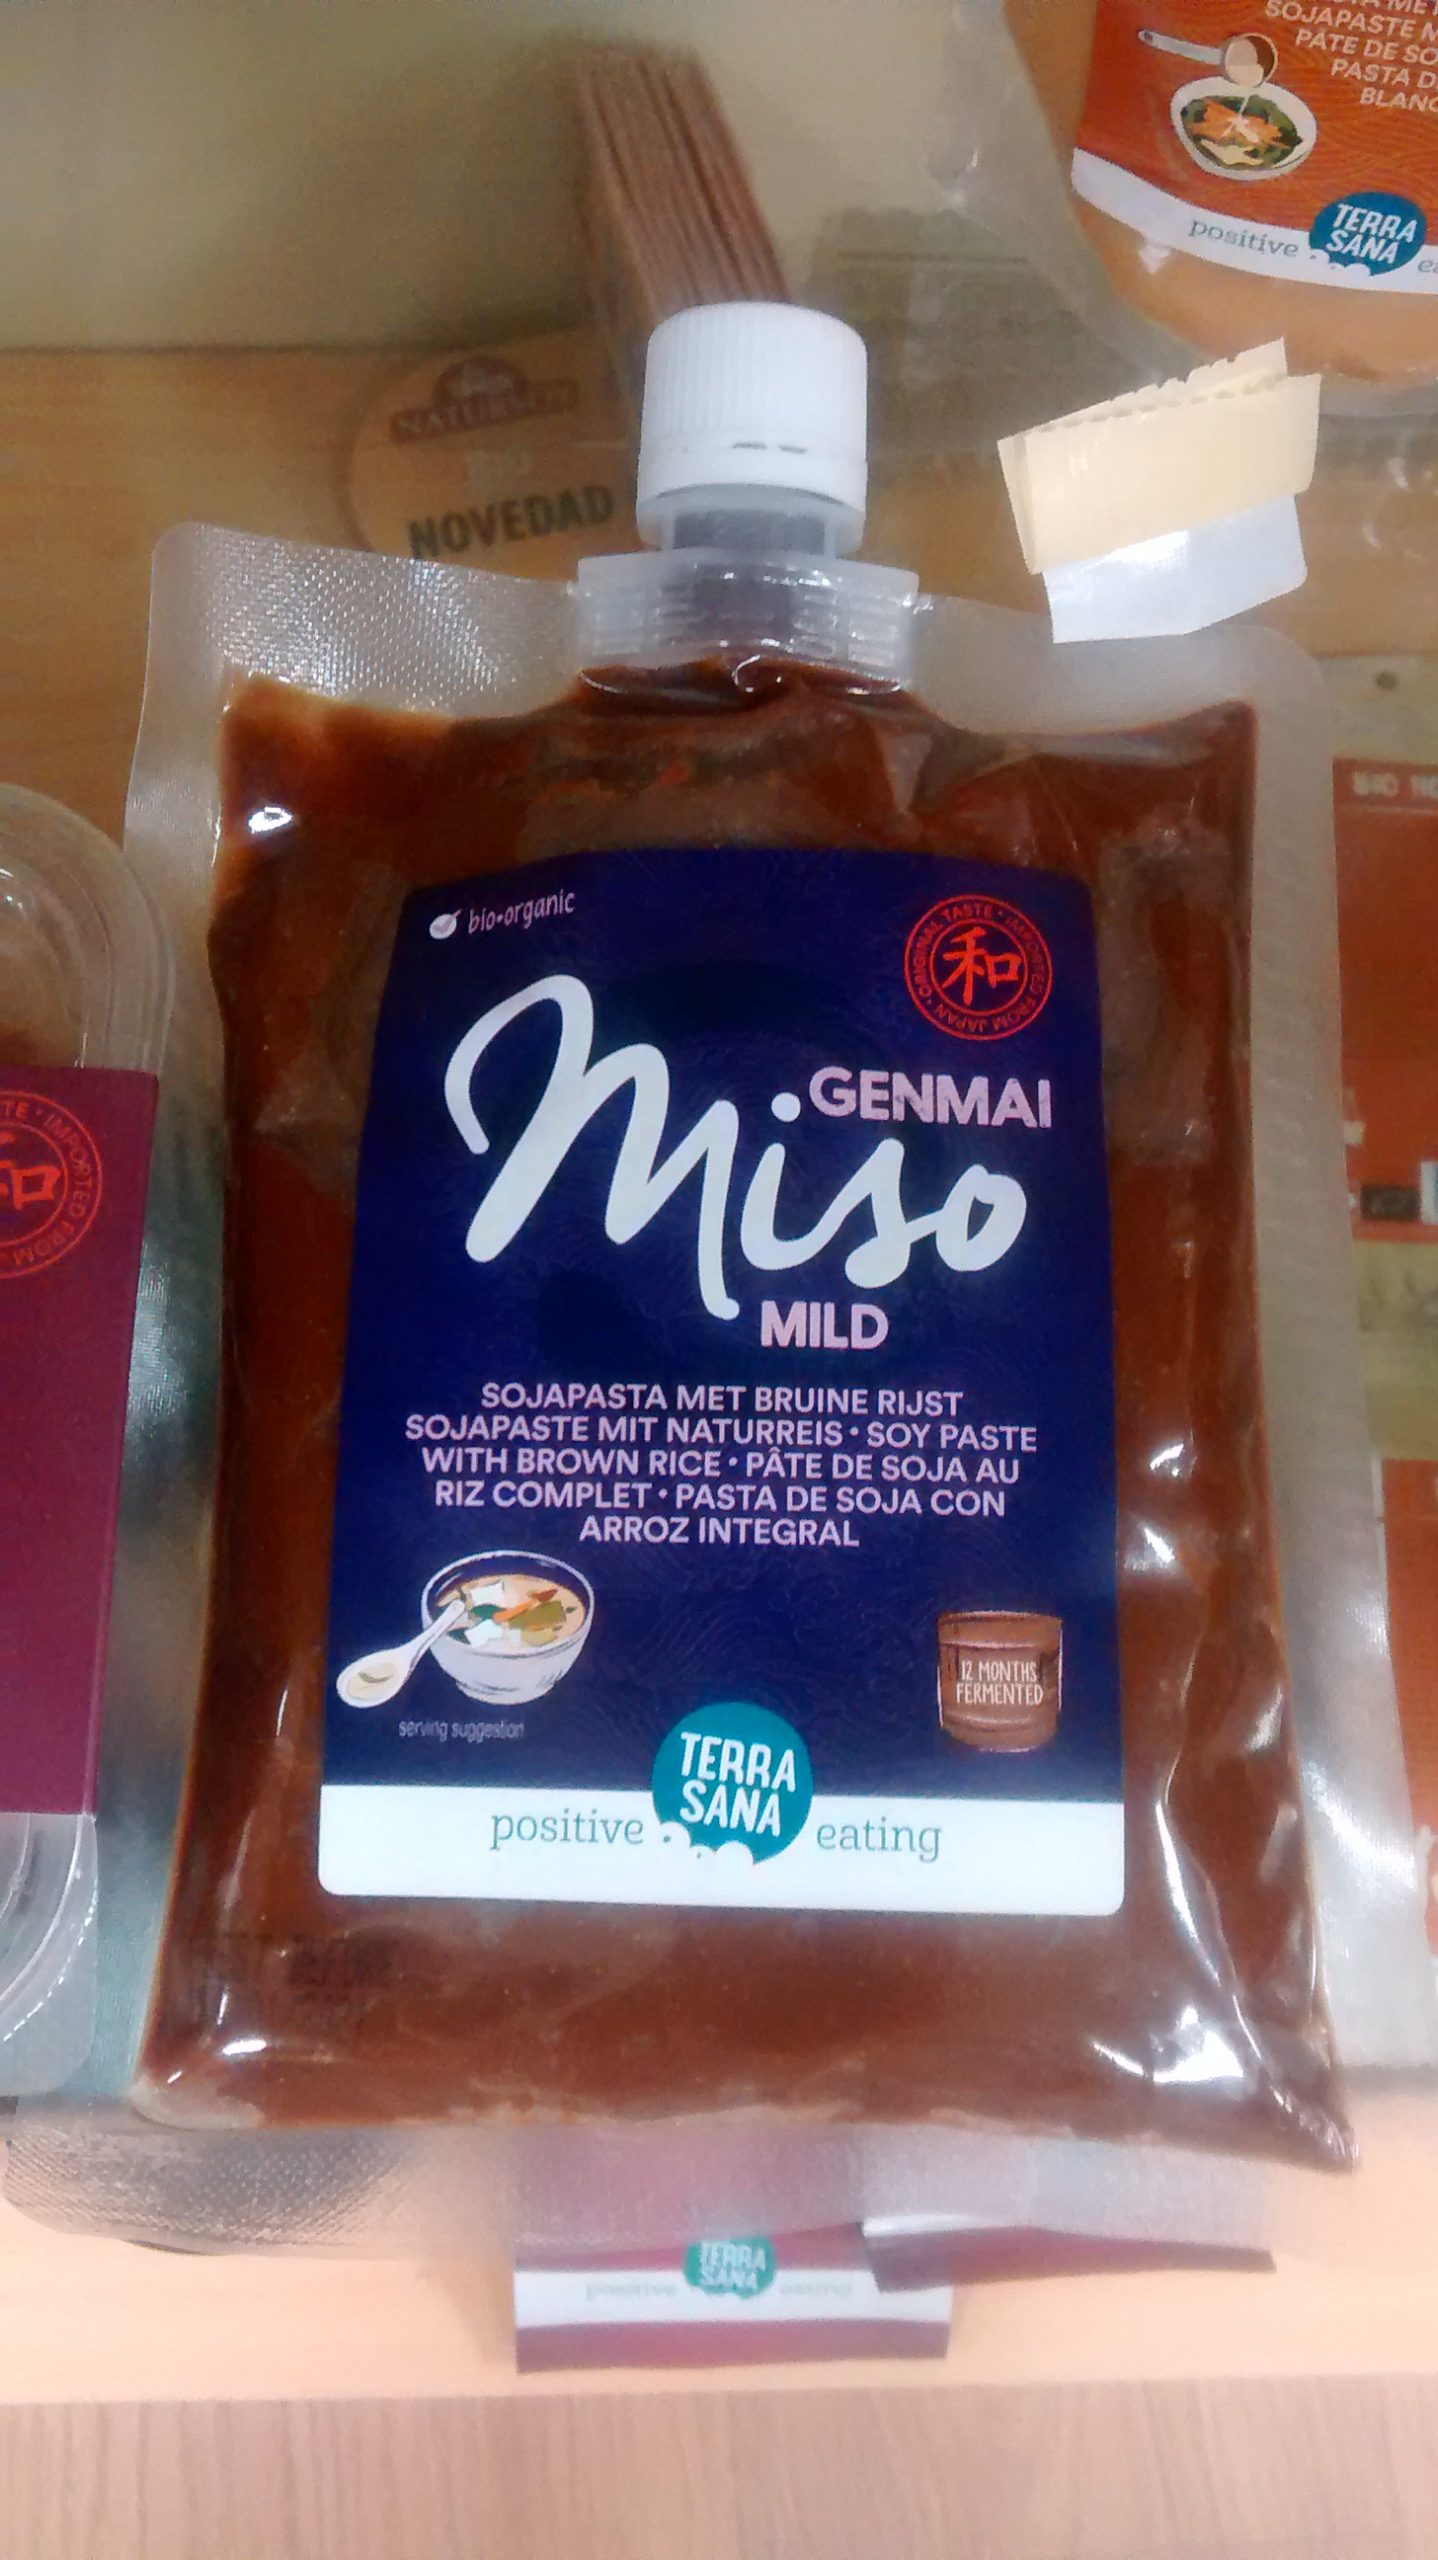 SOJAPASTE M
PÂTE DE SO
PASTA D
BLANC
positive
TERRA
SANA
NOVEDAD
bio•organic
ORIGINAL TASTE • IMPORTED FROM JAPAN •
和
GENMAI
Miso
MILD
SOJAPASTA MET BRUINE RIJST
SOJAPASTE MIT NATURREIS • SOY PASTE
WITH BROWN RICE • PÂTE DE SOJA AU
RIZ COMPLET • PASTA DE SOJA CON
ARROZ INTEGRAL
12 MONTHS
FERMENTED
serving suggestion
TERRA
SANA
positive eating
TERRA
SANA
positive eating